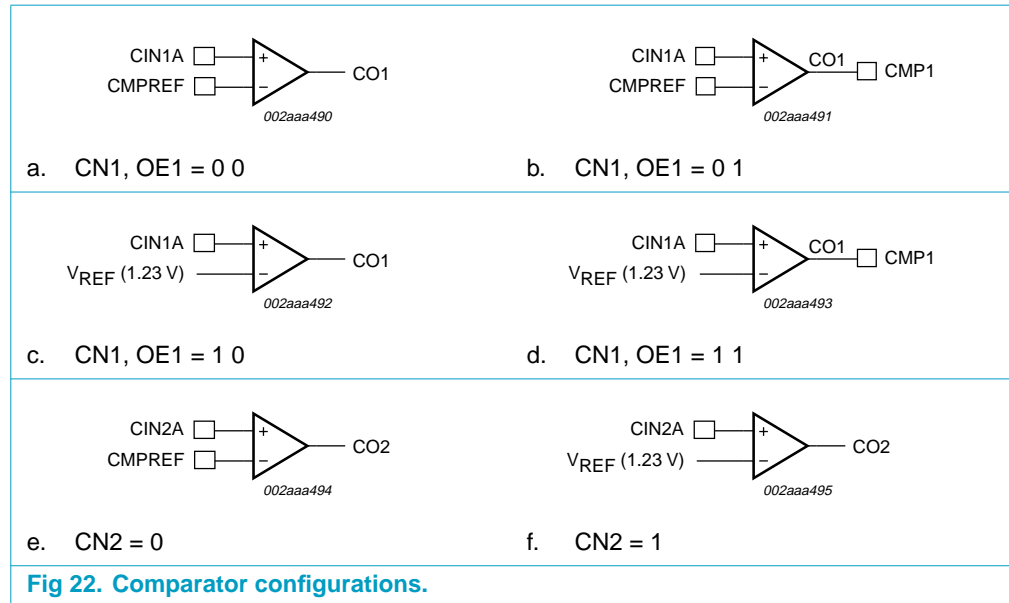 CIN1A
CMPREF
+
−
CO1
002aaa490
a. CN1, OE1 = 0 0
CIN1A
CMPREF
+
−
CO1
CMP1
002aaa491
b. CN1, OE1 = 0 1
CIN1A
VREF (1.23 V)
+
−
CO1
002aaa492
c. CN1, OE1 = 1 0
CIN1A
VREF (1.23 V)
+
−
CO1
CMP1
002aaa493
d. CN1, OE1 = 1 1
CIN2A
CMPREF
+
−
CO2
002aaa494
e. CN2 = 0
CIN2A
VREF (1.23 V)
+
−
CO2
002aaa495
f. CN2 = 1
Fig 22. Comparator configurations.